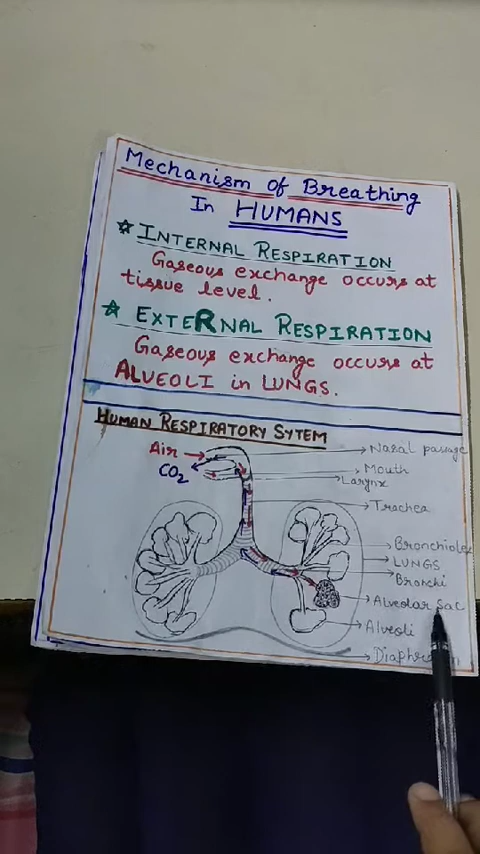 Mechanism of Breathing
In HUMANS
☆ INTERNAL RESPIRATION
Gaseous exchange occurs at
tissue level.
☆ EXTERNAL RESPIRATION
Gaseous exchange occurs at
ALVEOLI in LUNGS.
HUMAN RESPIRATORY SYTEM
Air
CO2
Nasal passage
Mouth
Larynx
Trachea
Bronchioles
LUNGS
Bronchi
Alveolar Sac
Alveoli